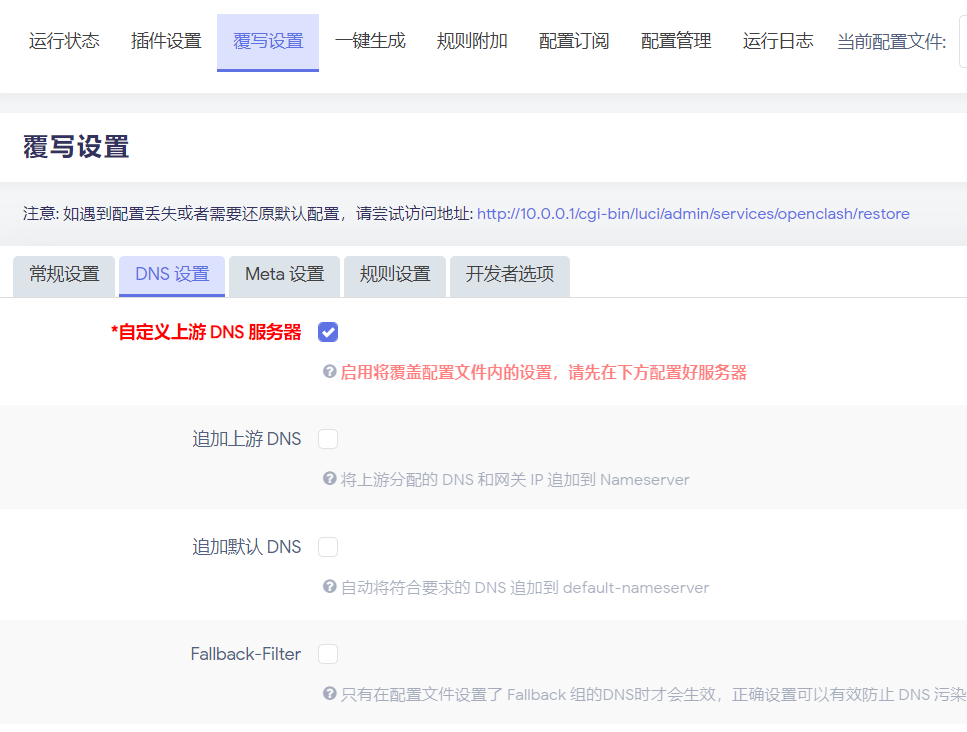 运行状态 插件设置 覆写设置 一键生成 规则附加 配置订阅 配置管理 运行日志 当前配置文件:
覆写设置
注意: 如遇到配置丢失或者需要还原默认配置，请尝试访问地址: http://10.0.0.1/cgi-bin/luci/admin/services/openclash/restore
常规设置 DNS 设置 Meta 设置 规则设置 开发者选项
*自定义上游 DNS 服务器
启用将覆盖配置文件内的设置，请先在下方配置好服务器
追加上游 DNS
将上游分配的 DNS 和网关 IP 追加到 Nameserver
追加默认 DNS
自动将符合要求的 DNS 追加到 default-nameserver
Fallback-Filter
只有在配置文件设置了 Fallback 组的DNS时才会生效，正确设置可以有效防止 DNS 污染